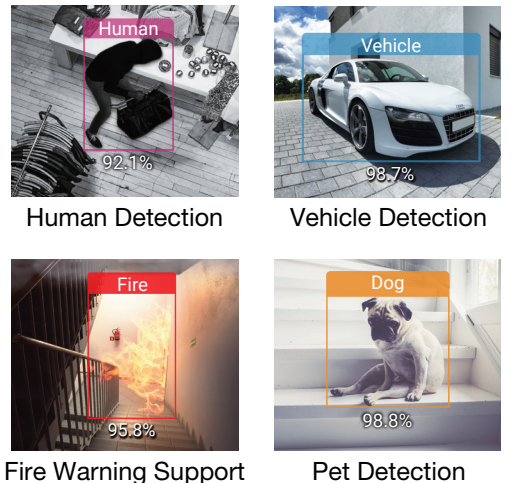 Human
92.1%
Human Detection
Vehicle
98.7%
Vehicle Detection
Fire
95.8%
Fire Warning Support
Dog
98.8%
Pet Detection